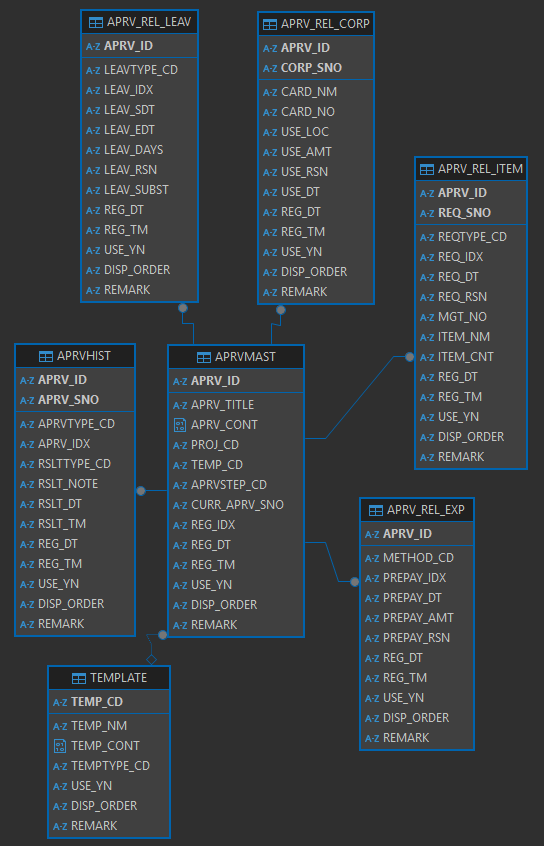 APRV_REL_LEAV
A-Z APRV_ID
A-Z LEAVTYPE_CD
A-Z LEAV_IDX
A-Z LEAV_SDT
A-Z LEAV_EDT
A-Z LEAV_DAYS
A-Z LEAV_RSN
A-Z LEAV_SUBST
A-Z REG_DT
A-Z REG_TM
A-Z USE_YN
A-Z DISP_ORDER
A-Z REMARK
APRV_REL_CORP
A-Z APRV_ID
A-Z CORP_SNO
A-Z CARD_NM
A-Z CARD_NO
A-Z USE_LOC
A-Z USE_AMT
A-Z USE_RSN
A-Z USE_DT
A-Z REG_DT
A-Z REG_TM
A-Z USE_YN
A-Z DISP_ORDER
A-Z REMARK
APRV_REL_ITEM
A-Z APRV_ID
A-Z REQ_SNO
A-Z REQTYPE_CD
A-Z REQ_IDX
A-Z REQ_DT
A-Z REQ_RSN
A-Z MGT_NO
A-Z ITEM_NM
A-Z ITEM_CNT
A-Z REG_DT
A-Z REG_TM
A-Z USE_YN
A-Z DISP_ORDER
A-Z REMARK
APRVHIST
A-Z APRV_ID
A-Z APRV_SNO
A-Z APRVTYPE_CD
A-Z APRV_IDX
A-Z RSLTTYPE_CD
A-Z RSLT_NOTE
A-Z RSLT_DT
A-Z RSLT_TM
A-Z REG_DT
A-Z REG_TM
A-Z USE_YN
A-Z DISP_ORDER
A-Z REMARK
APRVMAST
A-Z APRV_ID
A-Z APRV_TITLE
APRV_CONT
A-Z PROJ_CD
A-Z TEMP_CD
A-Z APRVSTEP_CD
A-Z CURR_APRV_SNO
A-Z REG_IDX
A-Z REG_DT
A-Z REG_TM
A-Z USE_YN
A-Z DISP_ORDER
A-Z REMARK
APRV_REL_EXP
A-Z APRV_ID
A-Z METHOD_CD
A-Z PREPAY_IDX
A-Z PREPAY_DT
A-Z PREPAY_AMT
A-Z PREPAY_RSN
A-Z REG_DT
A-Z REG_TM
A-Z USE_YN
A-Z DISP_ORDER
A-Z REMARK
TEMPLATE
A-Z TEMP_CD
A-Z TEMP_NM
TEMP_CONT
A-Z TEMPTYPE_CD
A-Z USE_YN
A-Z DISP_ORDER
A-Z REMARK